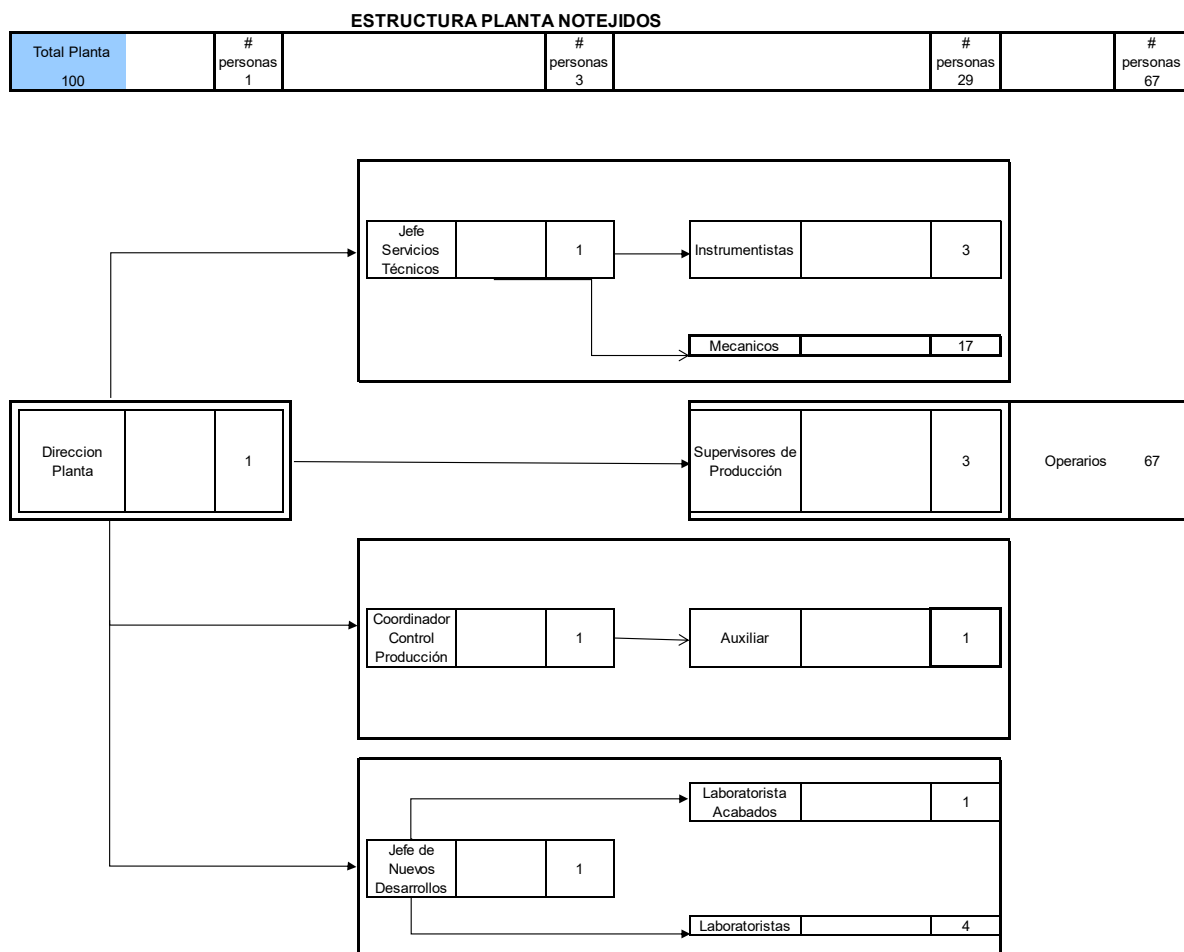 ESTRUCTURA PLANTA NOTEJIDOS
Total Planta
100
#
personas
1
#
personas
3
#
personas
29
#
personas
67
Jefe
Servicios
Técnicos
1
Instrumentistas
3
Mecanicos
17
Direccion
Planta
1
Supervisores de
Producción
3
Operarios
67
Coordinador
Control
Producción
1
Auxiliar
1
Laboratorista
Acabados
1
Jefe de
Nuevos
Desarrollos
1
Laboratoristas
4